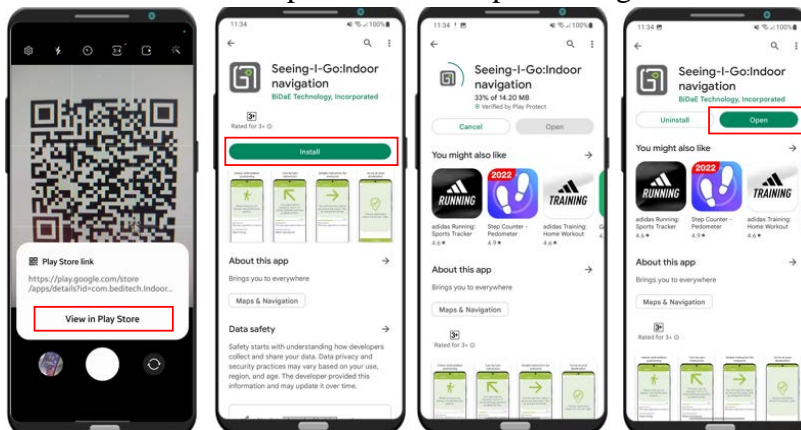 Play Store link
https://play.google.com/store
/apps/details?id=com.beditech.Indoor...
View in Play Store
11:34
100%
Seeing-I-Go:Indoor
navigation
BiDaE Technology, Incorporated
3+
Rated for 3+
Install
About this app
Brings you to everywhere
Maps & Navigation
Data safety
Safety starts with understanding how developers
collect and share your data. Data privacy and
security practices may vary based on your use,
region, and age. The developer provided this
information and may update it over time.
11:34
100%
Seeing-I-Go:Indoor
navigation
33% of 14.20 MB
Verified by Play Protect
Cancel
Open
You might also like
RUNNING
2022
TRAINING
adidas Running:
Sports Tracker
4.6★
Step Counter -
Pedometer
4.9★
adidas Training:
Home Workout
4.6★
About this app
Brings you to everywhere
Maps & Navigation
3+
Rated for 3+
11:34
100%
Seeing-I-Go:Indoor
navigation
BiDaE Technology, Incorporated
Uninstall
Open
You might also like
RUNNING
2022
TRAINING
adidas Running:
Sports Tracker
4.6★
Step Counter -
Pedometer
4.9★
adidas Training:
Home Workout
4.6★
About this app
Brings you to everywhere
Maps & Navigation
3+
Rated for 3+